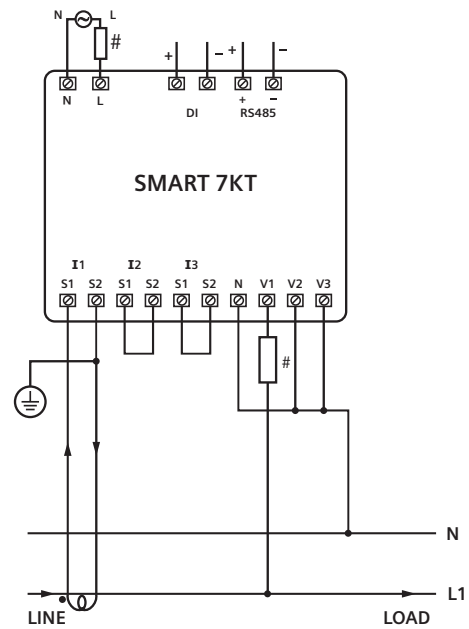 N L
#
+ − + −
N L + −
DI RS485
SMART 7KT
I1 I2 I3
S1 S2 S1 S2 S1 S2 N V1 V2 V3
#
N
L1
LINE LOAD